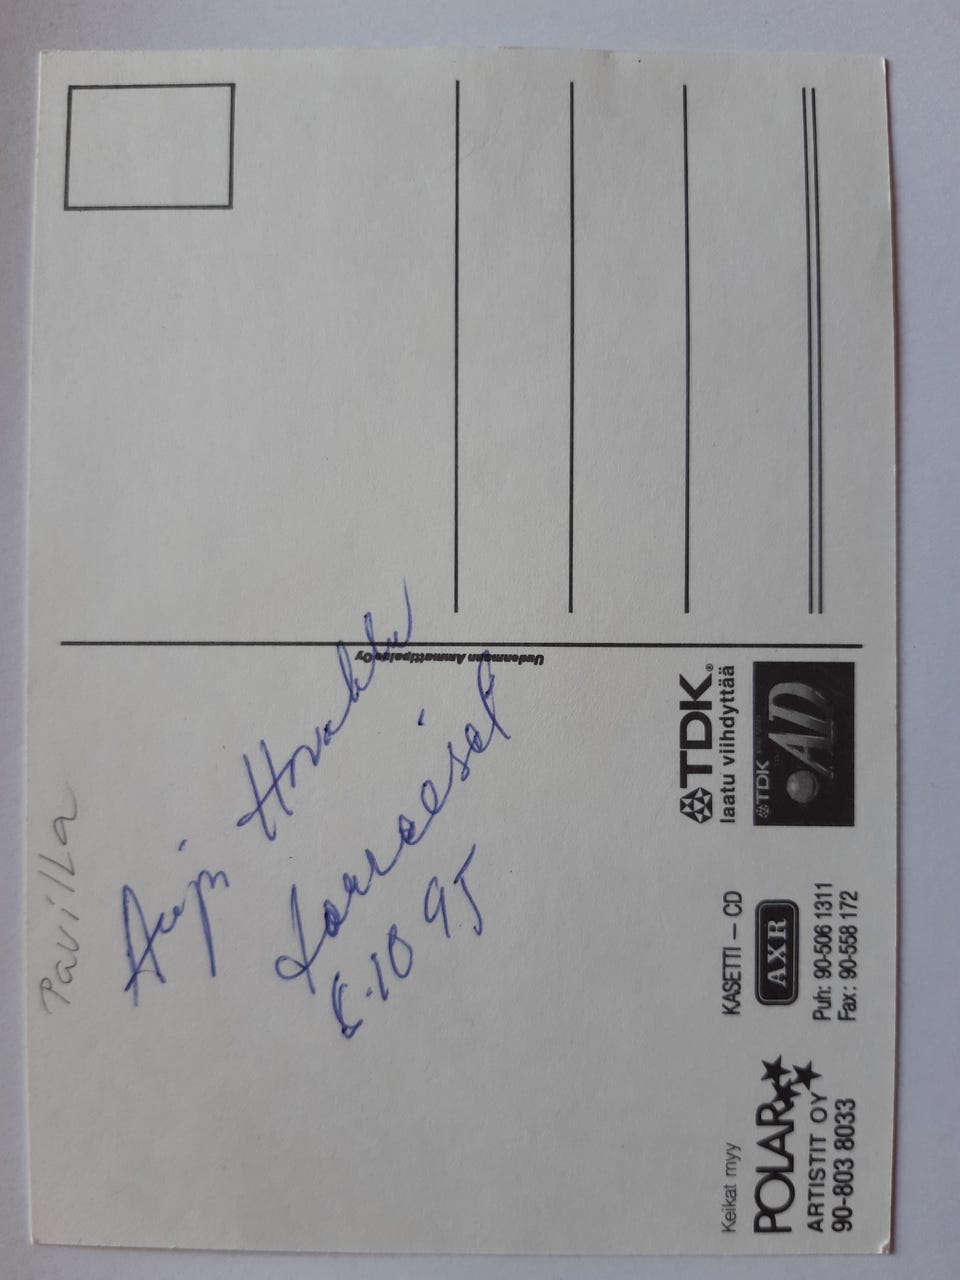 Pavilla
8.10 95
Uudenmaan Ammattipaino Oy
Keikat myy
POLAR
ARTISTIT OY
90-803 8033
KASETTI – CD
AXR
Puh: 90-506 1311
Fax: 90-558 172
TDK®
laatu viihdyttää
TDK
AD